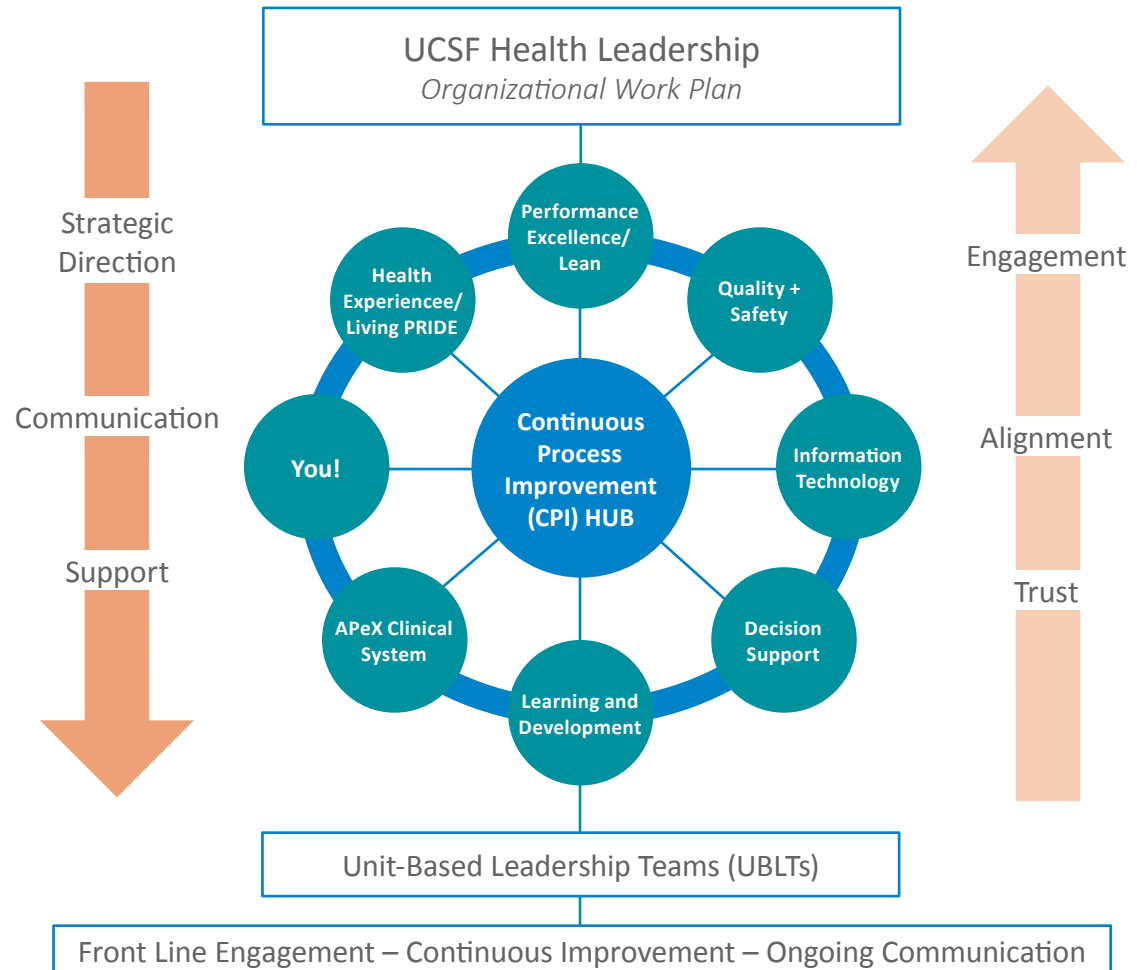 UCSF Health Leadership
Organizational Work Plan
Strategic
Direction
Communication
Support
Performance
Excellence/
Lean
Health
Experiencee/
Living PRIDE
Quality +
Safety
You!
Continuous
Process
Improvement
(CPI) HUB
Information
Technology
APeX Clinical
System
Decision
Support
Learning and
Development
Engagement
Alignment
Trust
Unit-Based Leadership Teams (UBLTs)
Front Line Engagement – Continuous Improvement – Ongoing Communication